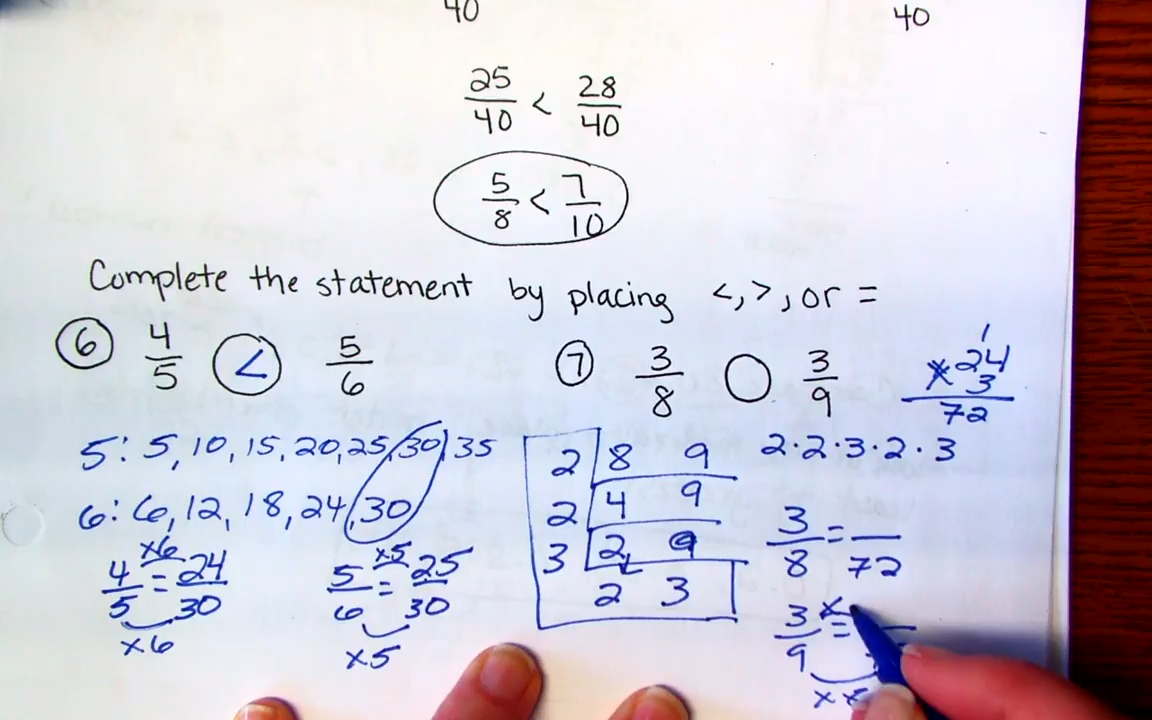 40 40
25/40 < 28/40
5/8 < 7/10
Complete the statement by placing <, >, or =
6 4/5 < 5/6
7 3/8 3/9
1
24
× 3
72
5: 5, 10, 15, 20, 25, 30, 35
6: 6, 12, 18, 24, 30
×6
4/5 = 24/30
×6
×5
5/6 = 25/30
×5
2 8 9
2 4 9
3 2 9
2 3
2·2·3·2·3
3/8 = /72
×
3/9 =
×